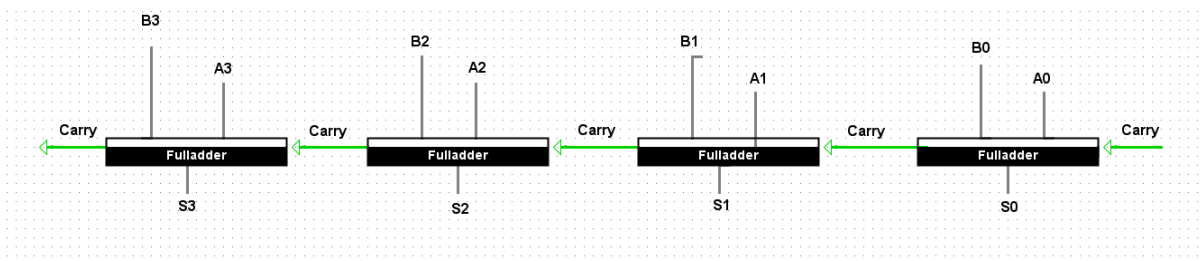 B3
A3
B2
A2
B1
A1
B0
A0
Carry
Carry
Carry
Carry
Carry
Fulladder
Fulladder
Fulladder
Fulladder
S3
S2
S1
S0